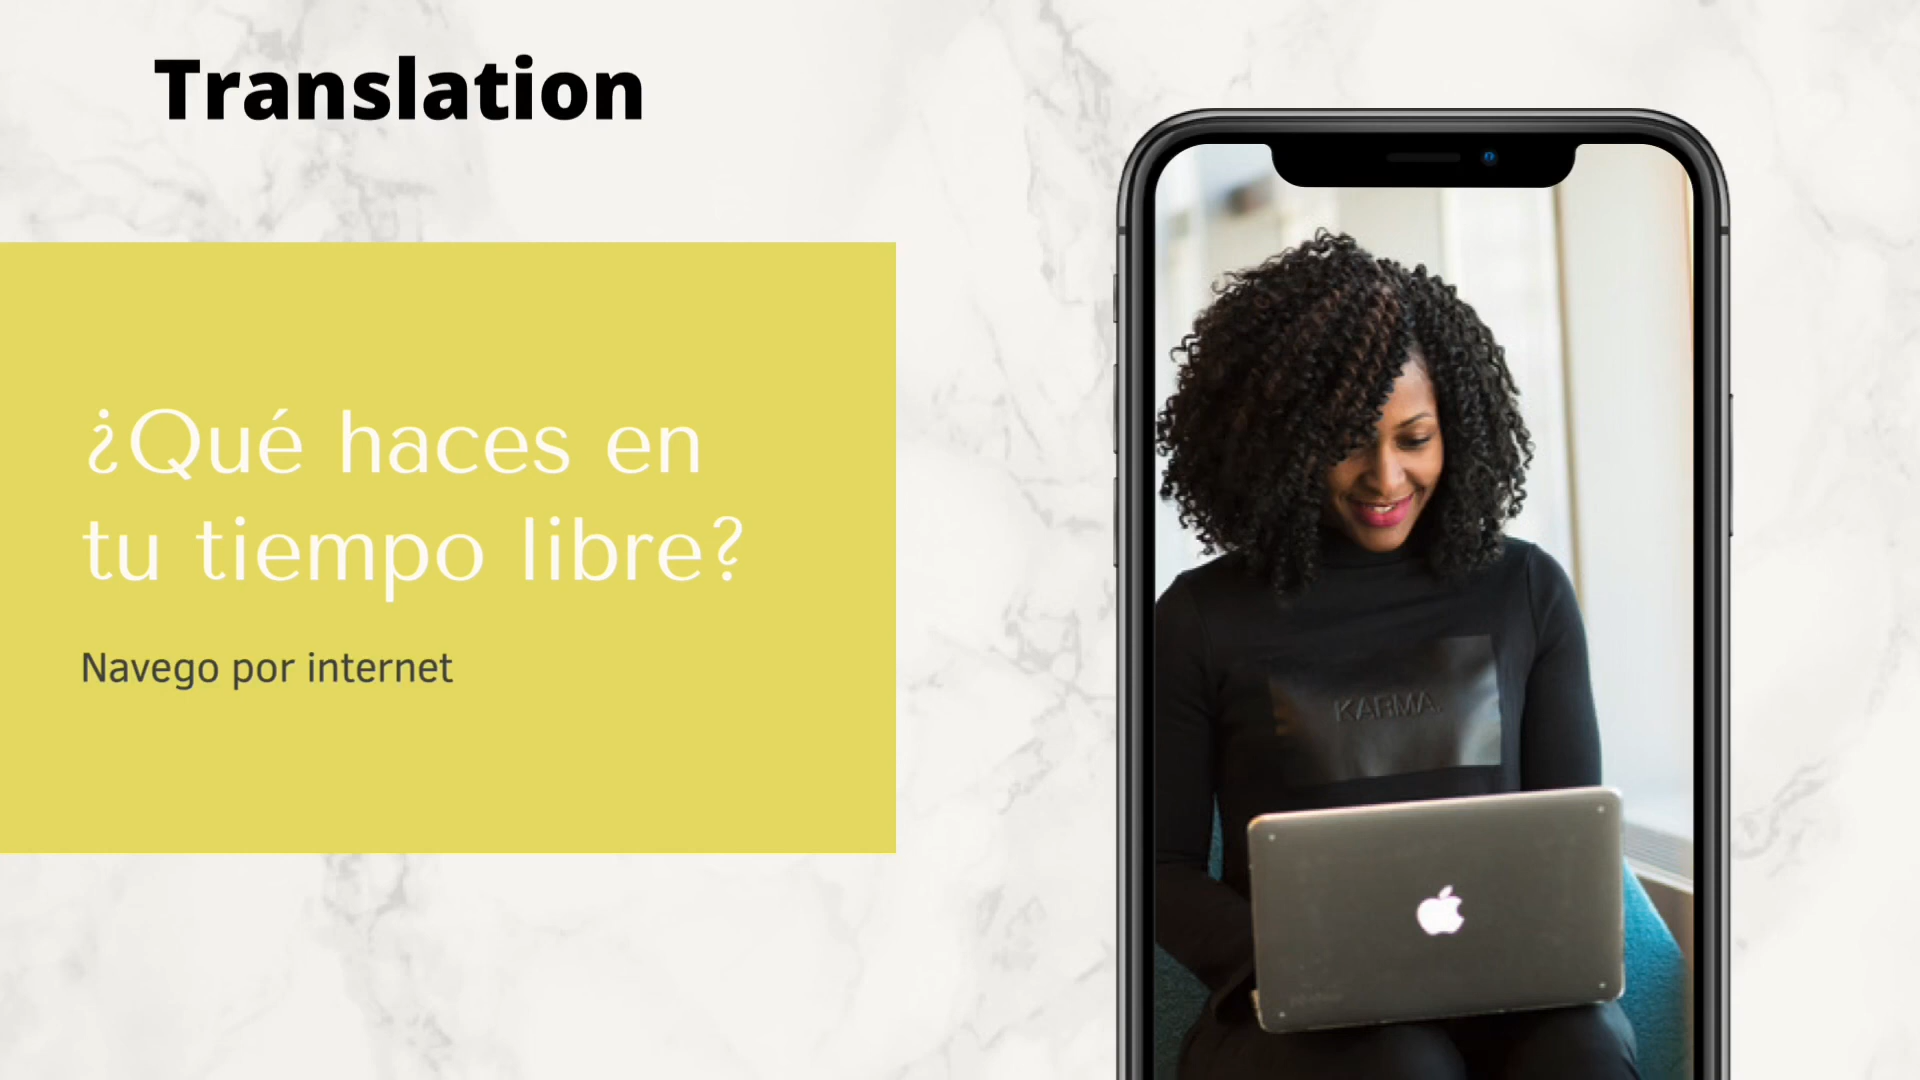 Translation
¿Qué haces en
tu tiempo libre?
Navego por internet
KARMA.